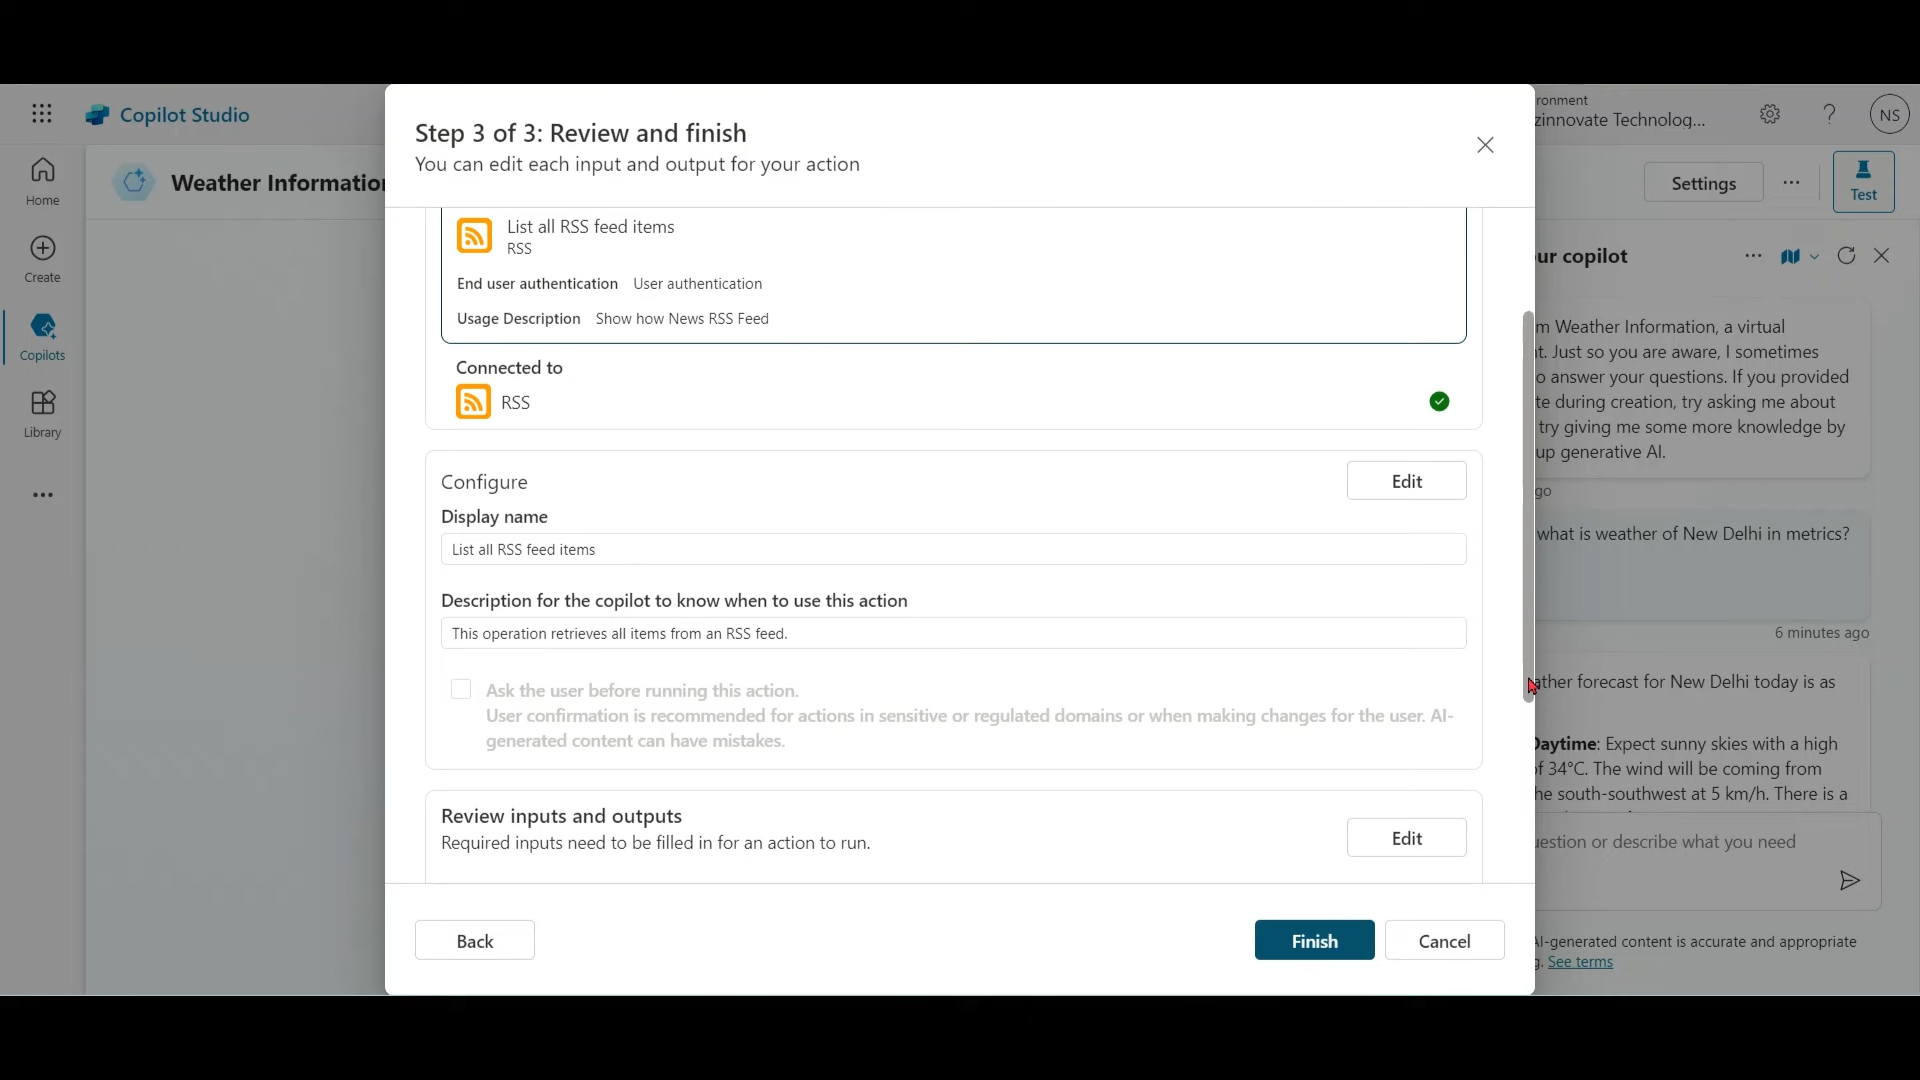 Copilot Studio
ronment
zinnovate Technolog...
NS
Home
Create
Copilots
Library
Weather Information
Settings
Test
Step 3 of 3: Review and finish
You can edit each input and output for your action
List all RSS feed items
RSS
End user authentication User authentication
Usage Description Show how News RSS Feed
Connected to
RSS
Configure
Edit
Display name
List all RSS feed items
Description for the copilot to know when to use this action
This operation retrieves all items from an RSS feed.
Ask the user before running this action.
User confirmation is recommended for actions in sensitive or regulated domains or when making changes for the user. AI-
generated content can have mistakes.
Review inputs and outputs
Required inputs need to be filled in for an action to run.
Edit
Back
Finish
Cancel
ur copilot
m Weather Information, a virtual
t. Just so you are aware, I sometimes
o answer your questions. If you provided
te during creation, try asking me about
try giving me some more knowledge by
up generative AI.
go
what is weather of New Delhi in metrics?
6 minutes ago
ather forecast for New Delhi today is as
Daytime: Expect sunny skies with a high
of 34°C. The wind will be coming from
he south-southwest at 5 km/h. There is a
uestion or describe what you need
AI-generated content is accurate and appropriate
g. See terms